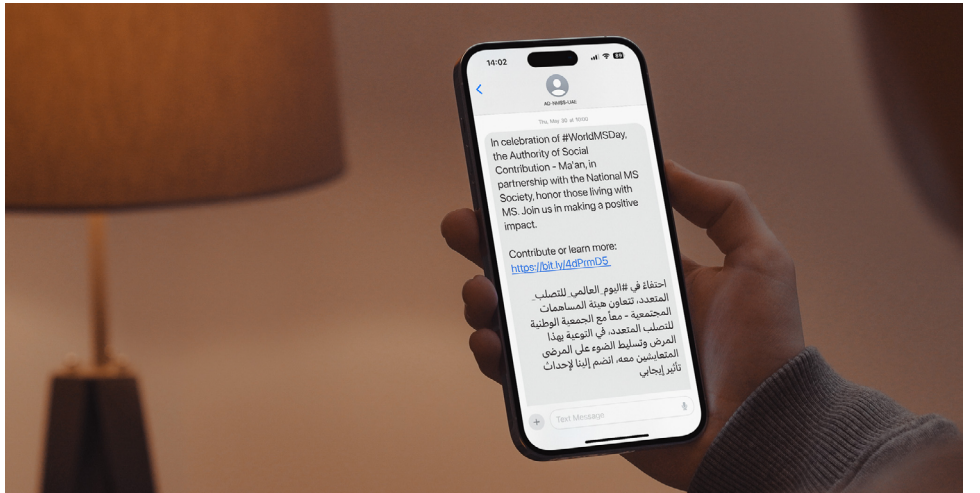 14:02
AD-NMSS-UAE
Thu, May 30 at 10:00
In celebration of #WorldMSDay,
the Authority of Social
Contribution - Ma'an, in
partnership with the National MS
Society, honor those living with
MS. Join us in making a positive
impact.
Contribute or learn more:
https://bit.ly/4dPrmD5
احتفاءً في #اليوم_العالمي_للتصلب_
المتعدد، تتعاون هيئة المساهمات
المجتمعية - معاً مع الجمعية الوطنية
للتصلب المتعدد، في التوعية بهذا
المرض وتسليط الضوء على المرضى
المتعايشين معه، انضم إلينا لإحداث
تأثير إيجابي
Text Message